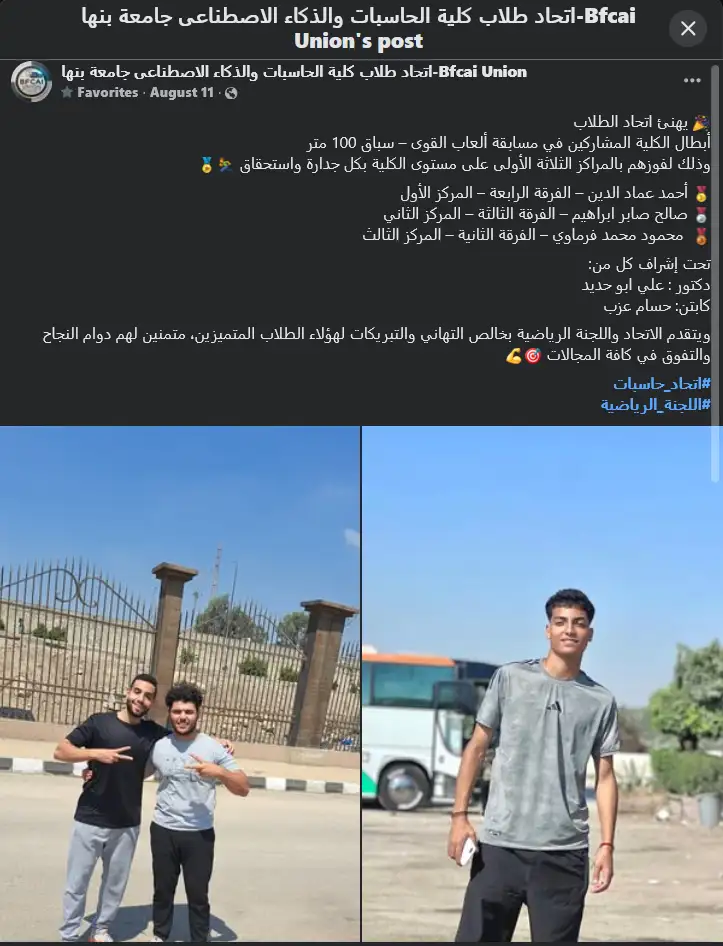 Bfcai-اتحاد طلاب كلية الحاسبات والذكاء الاصطناعى جامعة بنها
Union's post
Bfcai Union-اتحاد طلاب كلية الحاسبات والذكاء الاصطناعى جامعة بنها
Favorites · August 11 ·
🎉 يهنئ اتحاد الطلاب
أبطال الكلية المشاركين في مسابقة ألعاب القوى – سباق 100 متر
وذلك لفوزهم بالمراكز الثلاثة الأولى على مستوى الكلية بكل جدارة واستحقاق 🏃🏅
🥇 أحمد عماد الدين – الفرقة الرابعة – المركز الأول
🥈 صالح صابر ابراهيم – الفرقة الثالثة – المركز الثاني
🥉 محمود محمد فرماوي – الفرقة الثانية – المركز الثالث
تحت إشراف كل من:
دكتور : علي ابو حديد
كابتن: حسام عزب
ويتقدم الاتحاد واللجنة الرياضية بخالص التهاني والتبريكات لهؤلاء الطلاب المتميزين، متمنين لهم دوام النجاح
والتفوق في كافة المجالات 🎯💪
#اتحاد_حاسبات
#اللجنة_الرياضية